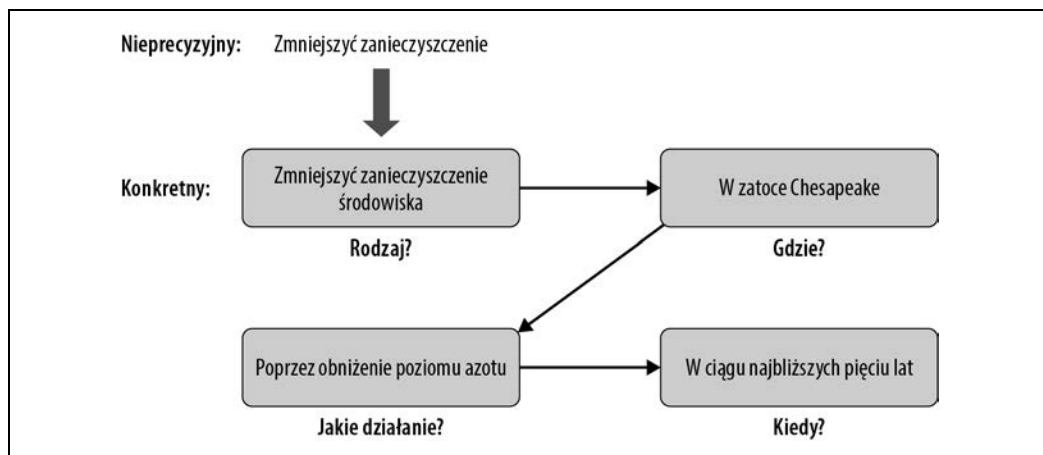 Nieprecyzyjny: Zmniejszyć zanieczyszczenie
Konkretny:
Zmniejszyć zanieczyszczenie
środowiska
Rodzaj?
W zatoce Chesapeake
Gdzie?
Poprzez obniżenie poziomu azotu
Jakie działanie?
W ciągu najbliższych pięciu lat
Kiedy?